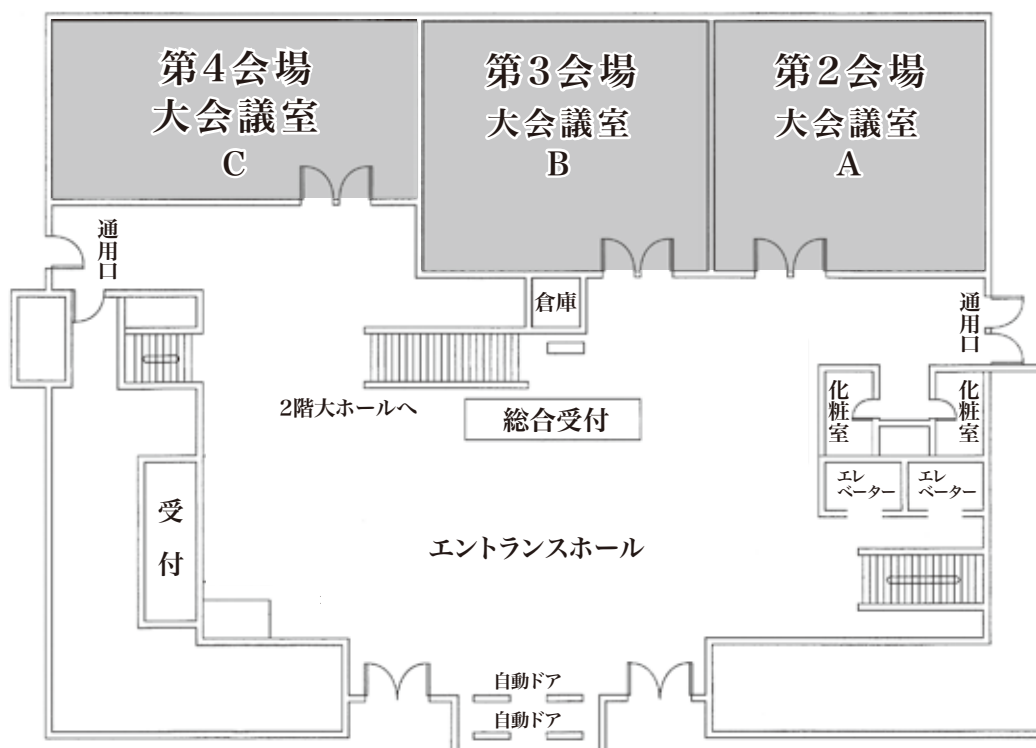 第4会場
大会議室
C
第3会場
大会議室
B
第2会場
大会議室
A
通用口
倉庫
通用口
2階大ホールへ
総合受付
化粧室
化粧室
エレ
ベーター
エレ
ベーター
受付
エントランスホール
自動ドア
自動ドア